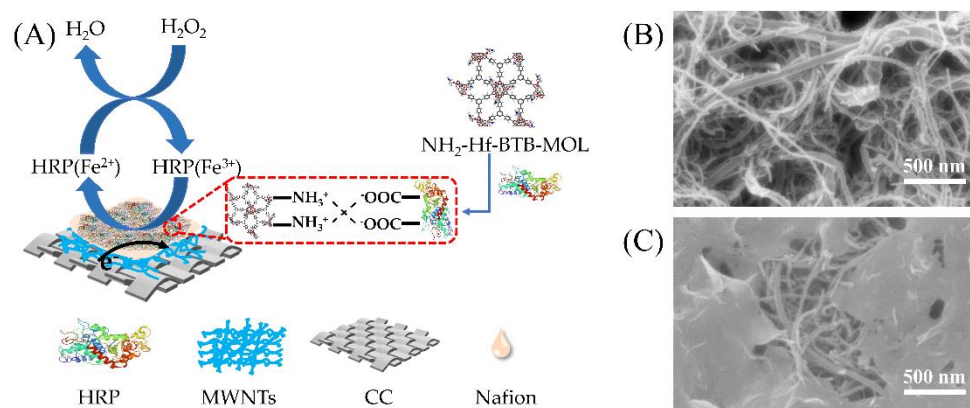 (A)
H₂O
H₂O₂
NH₂-Hf-BTB-MOL
HRP(Fe²⁺)
HRP(Fe³⁺)
NH₃⁺
⁻OOC
NH₃⁺
⁻OOC
e⁻
HRP
MWNTs
CC
Nafion
(B)
500 nm
(C)
500 nm